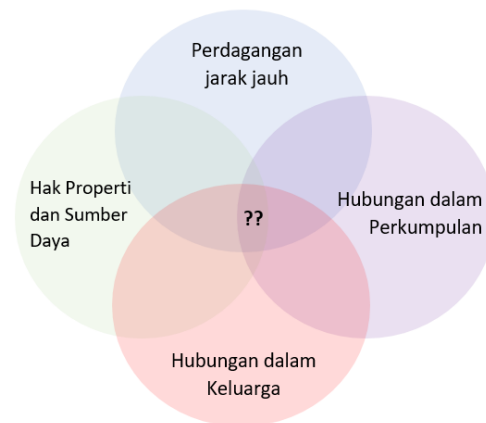 Perdagangan
jarak jauh
Hak Properti
dan Sumber
Daya
??
Hubungan dalam
Perkumpulan
Hubungan dalam
Keluarga